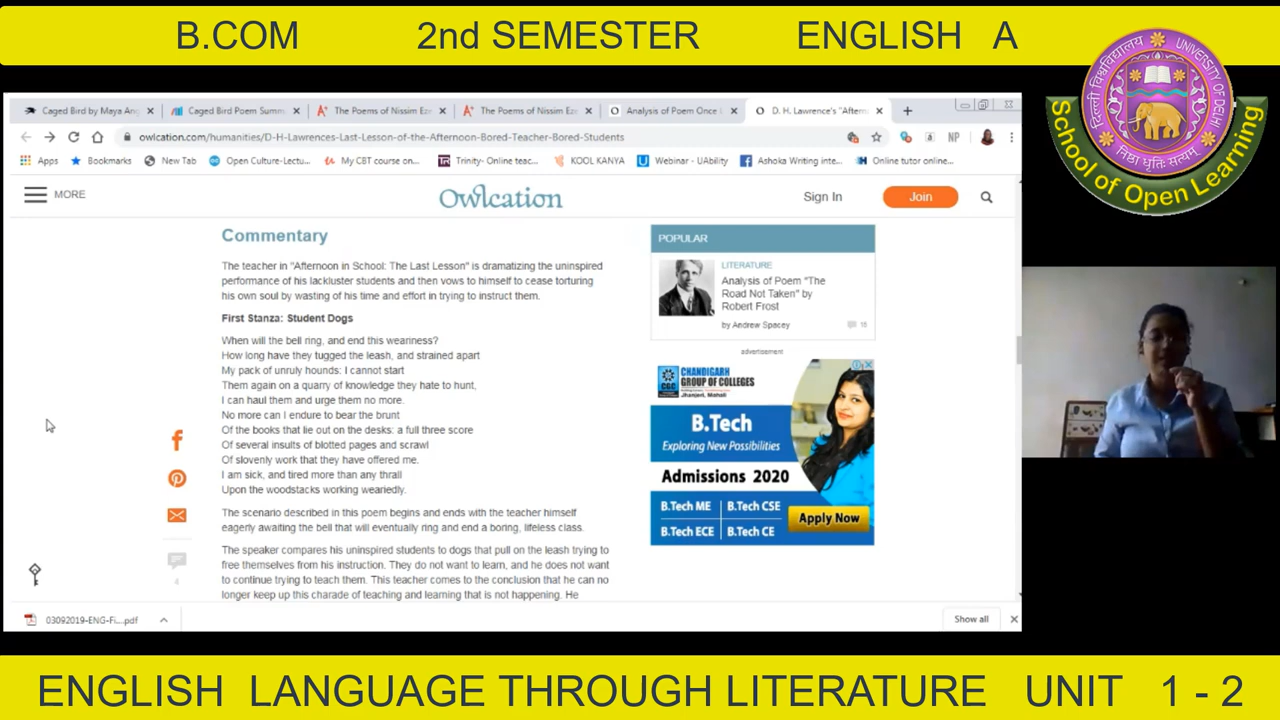 B.COM 2nd SEMESTER ENGLISH A
दिल्ली विश्वविद्यालय UNIVERSITY OF DELHI
निष्ठा धृतिः सत्यम्
School of Open Learning
Caged Bird by Maya An
Caged Bird Poem Summ
The Poems of Nissim Eze
The Poems of Nissim Eze
Analysis of Poem Once
D. H. Lawrence's "Aftern
owlcation.com/humanities/D-H-Lawrences-Last-Lesson-of-the-Afternoon-Bored-Teacher-Bored-Students
NP
Apps Bookmarks New Tab Open Culture-Lectu... My CBT course on... Trinity- Online teac... KOOL KANYA Webinar - UAbility Ashoka Writing inte... Online tutor online...
MORE Owlcation Sign In Join
Commentary
The teacher in "Afternoon in School: The Last Lesson" is dramatizing the uninspired
performance of his lackluster students and then vows to himself to cease torturing
his own soul by wasting of his time and effort in trying to instruct them.
First Stanza: Student Dogs
When will the bell ring, and end this weariness?
How long have they tugged the leash, and strained apart
My pack of unruly hounds: I cannot start
Them again on a quarry of knowledge they hate to hunt,
I can haul them and urge them no more.
No more can I endure to bear the brunt
Of the books that lie out on the desks: a full three score
Of several insults of blotted pages and scrawl
Of slovenly work that they have offered me.
I am sick, and tired more than any thrall
Upon the woodstacks working weariedly.
The scenario described in this poem begins and ends with the teacher himself
eagerly awaiting the bell that will eventually ring and end a boring, lifeless class.
The speaker compares his uninspired students to dogs that pull on the leash trying to
free themselves from his instruction. They do not want to learn, and he does not want
to continue trying to teach them. This teacher comes to the conclusion that he can no
longer keep up this charade of teaching and learning that is not happening. He
4
POPULAR
LITERATURE
Analysis of Poem "The
Road Not Taken" by
Robert Frost
by Andrew Spacey
advertisement
CHANDIGARH
GROUP OF COLLEGES
Jhanjeri, Mohali
CGC
B.Tech
Exploring New Possibilities
Admissions 2020
B.Tech ME B.Tech CSE
B.Tech ECE B.Tech CE
Apply Now
03092019-ENG-Fi....pdf
Show all
ENGLISH LANGUAGE THROUGH LITERATURE UNIT 1 - 2